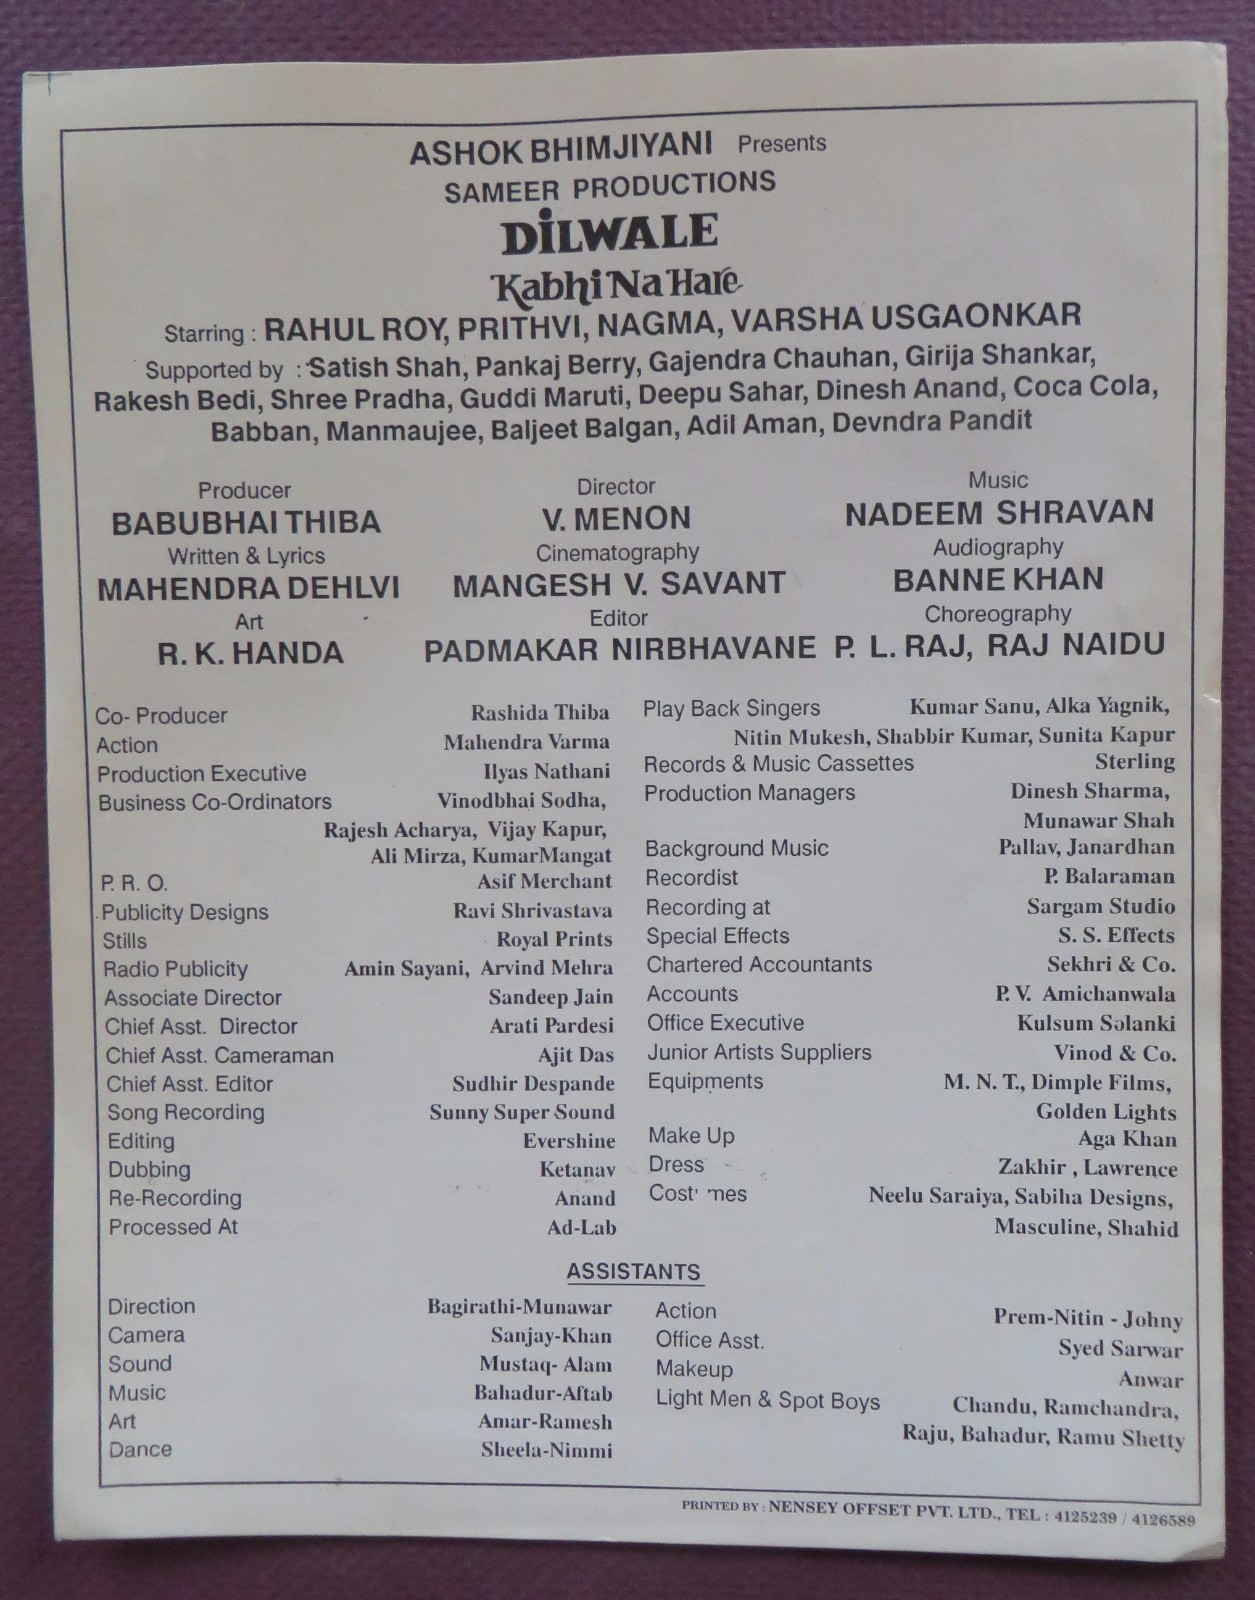 ASHOK BHIMJIYANI Presents
SAMEER PRODUCTIONS
DiLWALE
Kabhi Na Hare
Starring : RAHUL ROY, PRITHVI, NAGMA, VARSHA USGAONKAR
Supported by : Satish Shah, Pankaj Berry, Gajendra Chauhan, Girija Shankar,
Rakesh Bedi, Shree Pradha, Guddi Maruti, Deepu Sahar, Dinesh Anand, Coca Cola,
Babban, Manmaujee, Baljeet Balgan, Adil Aman, Devndra Pandit
Producer Director Music
BABUBHAI THIBA V. MENON NADEEM SHRAVAN
Written & Lyrics Cinematography Audiography
MAHENDRA DEHLVI MANGESH V. SAVANT BANNE KHAN
Art Editor Choreography
R. K. HANDA PADMAKAR NIRBHAVANE P. L. RAJ, RAJ NAIDU
Co- Producer Rashida Thiba
Action Mahendra Varma
Production Executive Ilyas Nathani
Business Co-Ordinators Vinodbhai Sodha,
Rajesh Acharya, Vijay Kapur,
Ali Mirza, KumarMangat
P. R. O. Asif Merchant
Publicity Designs Ravi Shrivastava
Stills Royal Prints
Radio Publicity Amin Sayani, Arvind Mehra
Associate Director Sandeep Jain
Chief Asst. Director Arati Pardesi
Chief Asst. Cameraman Ajit Das
Chief Asst. Editor Sudhir Despande
Song Recording Sunny Super Sound
Editing Evershine
Dubbing Ketanav
Re-Recording Anand
Processed At Ad-Lab
Play Back Singers Kumar Sanu, Alka Yagnik,
Nitin Mukesh, Shabbir Kumar, Sunita Kapur
Records & Music Cassettes Sterling
Production Managers Dinesh Sharma,
Munawar Shah
Background Music Pallav, Janardhan
Recordist P. Balaraman
Recording at Sargam Studio
Special Effects S. S. Effects
Chartered Accountants Sekhri & Co.
Accounts P. V. Amichanwala
Office Executive Kulsum Solanki
Junior Artists Suppliers Vinod & Co.
Equipments M. N. T., Dimple Films,
Golden Lights
Make Up Aga Khan
Dress Zakhir , Lawrence
Costumes Neelu Saraiya, Sabiha Designs,
Masculine, Shahid
ASSISTANTS
Direction Bagirathi-Munawar
Camera Sanjay-Khan
Sound Mustaq- Alam
Music Bahadur-Aftab
Art Amar-Ramesh
Dance Sheela-Nimmi
Action Prem-Nitin - Johny
Office Asst. Syed Sarwar
Makeup Anwar
Light Men & Spot Boys Chandu, Ramchandra,
Raju, Bahadur, Ramu Shetty
PRINTED BY : NENSEY OFFSET PVT. LTD., TEL : 4125239 / 4126589